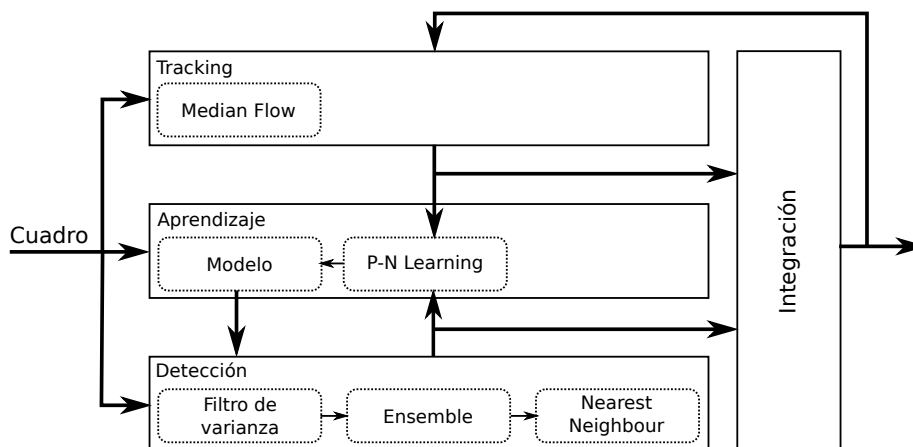 Tracking
Median Flow
Cuadro
Aprendizaje
Modelo
P-N Learning
Integración
Detección
Filtro de
varianza
Ensemble
Nearest
Neighbour